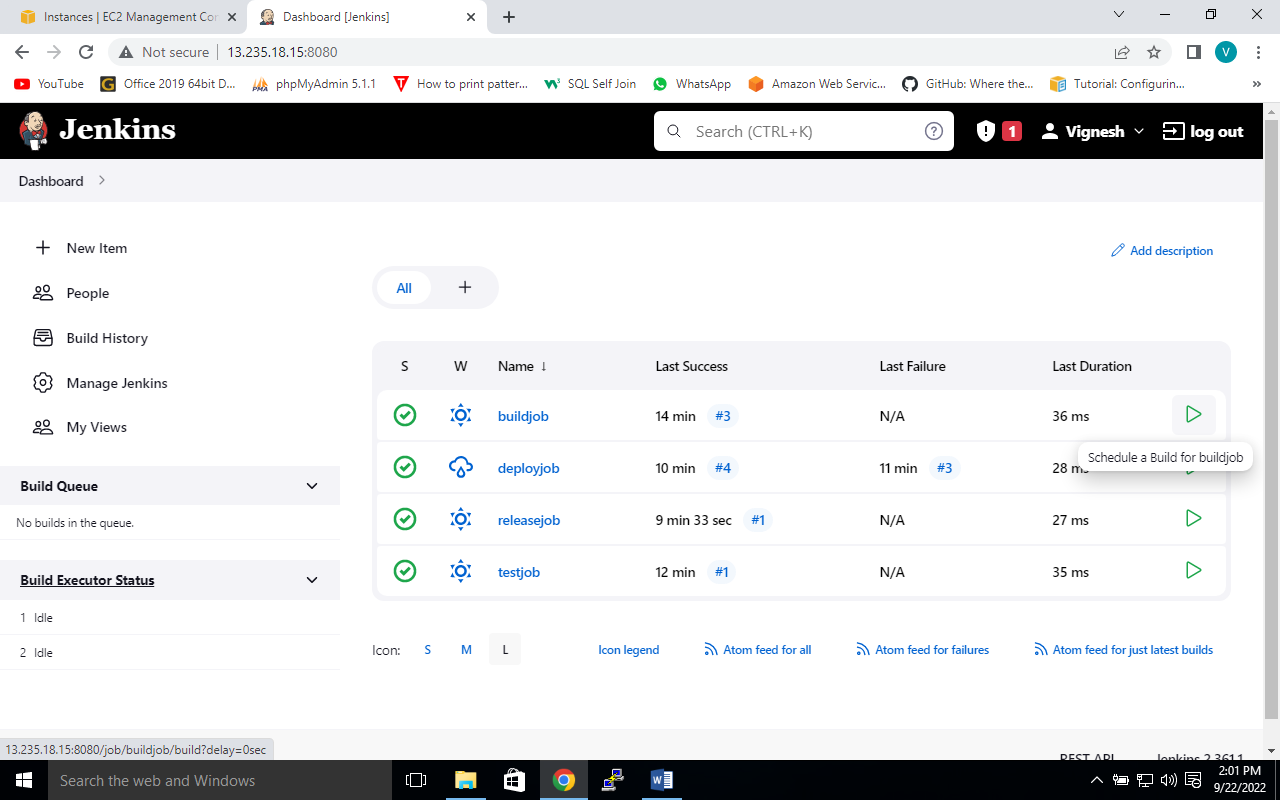 Instances | EC2 Management Con
Dashboard [Jenkins]
Not secure
13.235.18.15:8080
V
YouTube
Office 2019 64bit D...
phpMyAdmin 5.1.1
How to print patter...
SQL Self Join
WhatsApp
Amazon Web Servic...
GitHub: Where the...
Tutorial: Configurin...
»
Jenkins
Search (CTRL+K)
1
Vignesh
log out
Dashboard
New Item
People
Build History
Manage Jenkins
My Views
Build Queue
No builds in the queue.
Build Executor Status
1 Idle
2 Idle
Add description
All +
S W Name ↓ Last Success Last Failure Last Duration
buildjob 14 min #3 N/A 36 ms
Schedule a Build for buildjob
deployjob 10 min #4 11 min #3 28 ms
releasejob 9 min 33 sec #1 N/A 27 ms
testjob 12 min #1 N/A 35 ms
Icon: S M L
Icon legend
Atom feed for all
Atom feed for failures
Atom feed for just latest builds
REST API
Jenkins 2.361.1
13.235.18.15:8080/job/buildjob/build?delay=0sec
Search the web and Windows
2:01 PM
9/22/2022